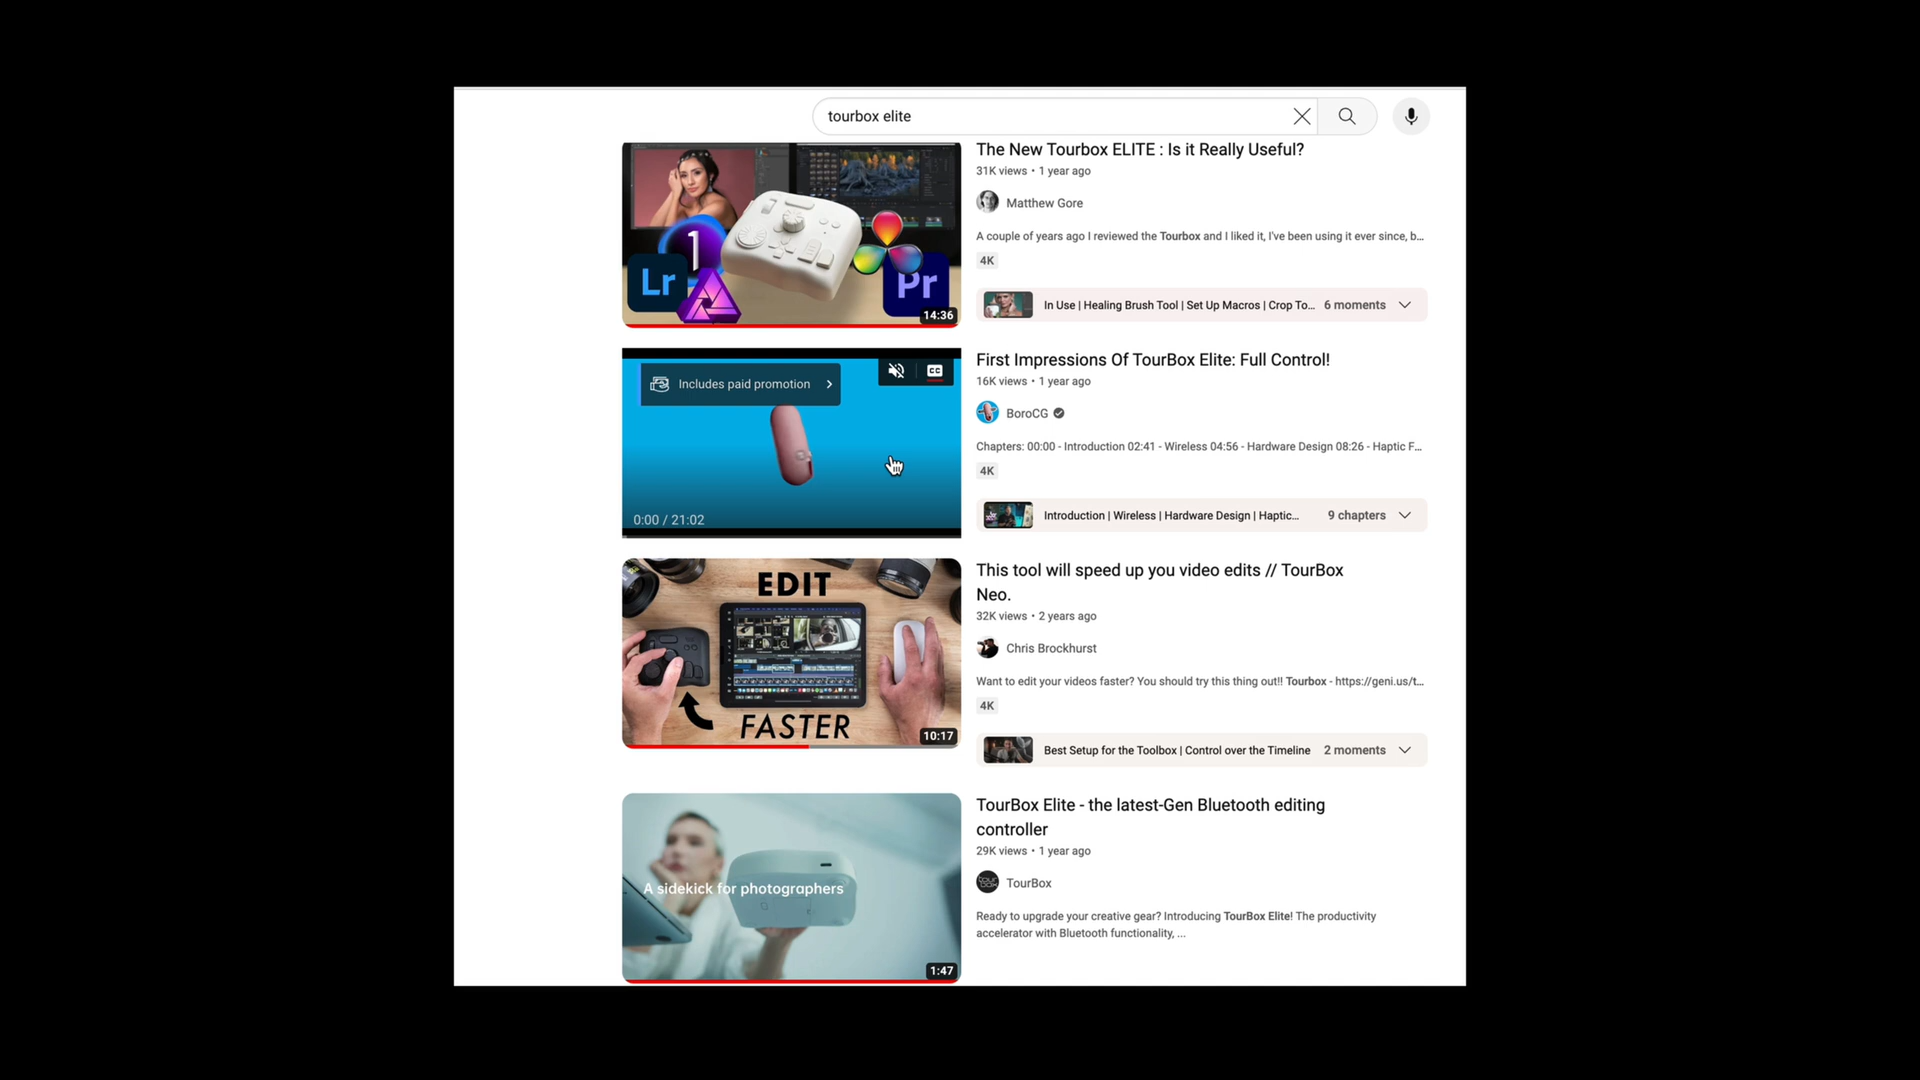 tourbox elite
The New Tourbox ELITE : Is it Really Useful?
31K views • 1 year ago
Matthew Gore
A couple of years ago I reviewed the Tourbox and I liked it, I've been using it ever since, b...
4K
In Use | Healing Brush Tool | Set Up Macros | Crop To... 6 moments
1
Lr
Pr
14:36
Includes paid promotion
CC
0:00 / 21:02
First Impressions Of TourBox Elite: Full Control!
16K views • 1 year ago
BoroCG
Chapters: 00:00 - Introduction 02:41 - Wireless 04:56 - Hardware Design 08:26 - Haptic F...
4K
Introduction | Wireless | Hardware Design | Haptic... 9 chapters
EDIT
FASTER
10:17
This tool will speed up you video edits // TourBox
Neo.
32K views • 2 years ago
Chris Brockhurst
Want to edit your videos faster? You should try this thing out!! Tourbox - https://geni.us/t...
4K
Best Setup for the Toolbox | Control over the Timeline 2 moments
A sidekick for photographers
1:47
TourBox Elite - the latest-Gen Bluetooth editing
controller
29K views • 1 year ago
TOUR
BOX
TourBox
Ready to upgrade your creative gear? Introducing TourBox Elite! The productivity
accelerator with Bluetooth functionality, ...